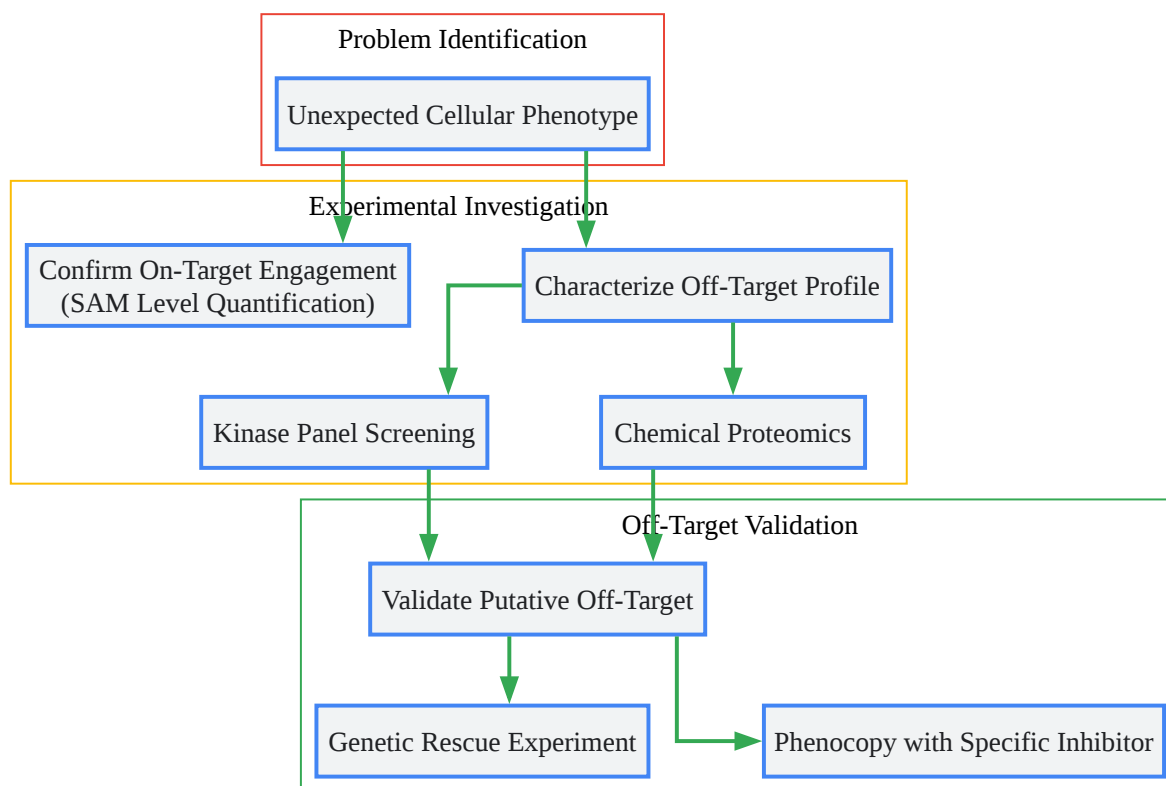 Problem Identification
Unexpected Cellular Phenotype
Experimental Investigation
Confirm On-Target Engagement
(SAM Level Quantification)
Characterize Off-Target Profile
Kinase Panel Screening
Chemical Proteomics
Off-Target Validation
Validate Putative Off-Target
Genetic Rescue Experiment
Phenocopy with Specific Inhibitor